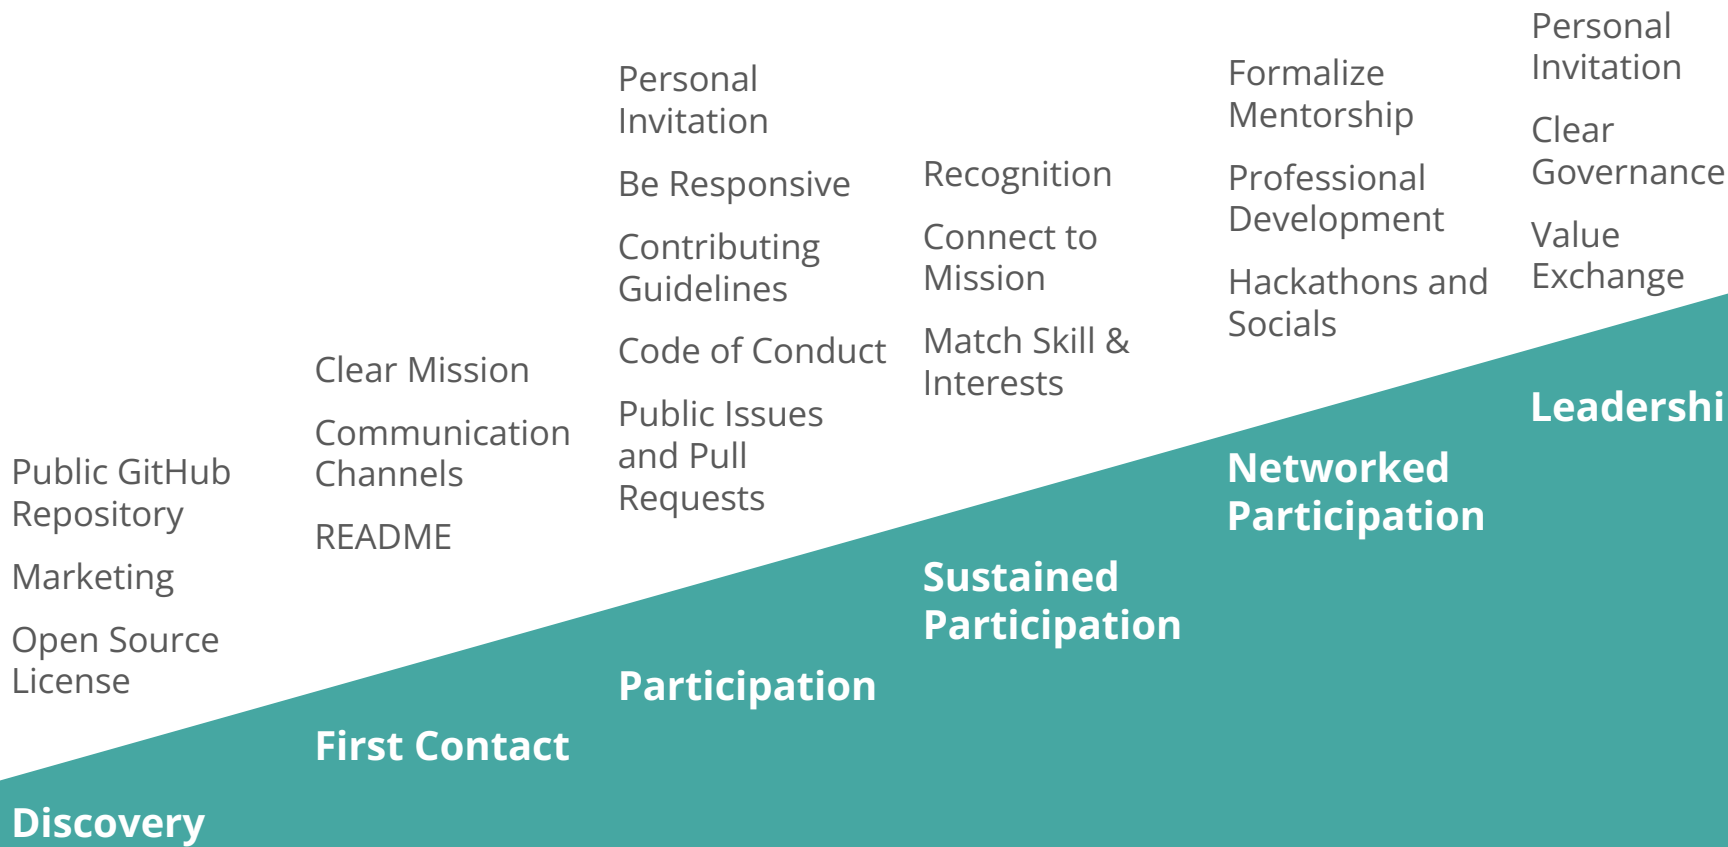 Public GitHub
Repository
Marketing
Open Source
License
Discovery
Clear Mission
Communication
Channels
README
First Contact
Personal
Invitation
Be Responsive
Contributing
Guidelines
Code of Conduct
Public Issues
and Pull
Requests
Participation
Recognition
Connect to
Mission
Match Skill &
Interests
Sustained
Participation
Formalize
Mentorship
Professional
Development
Hackathons and
Socials
Networked
Participation
Personal
Invitation
Clear
Governance
Value
Exchange
Leadershi